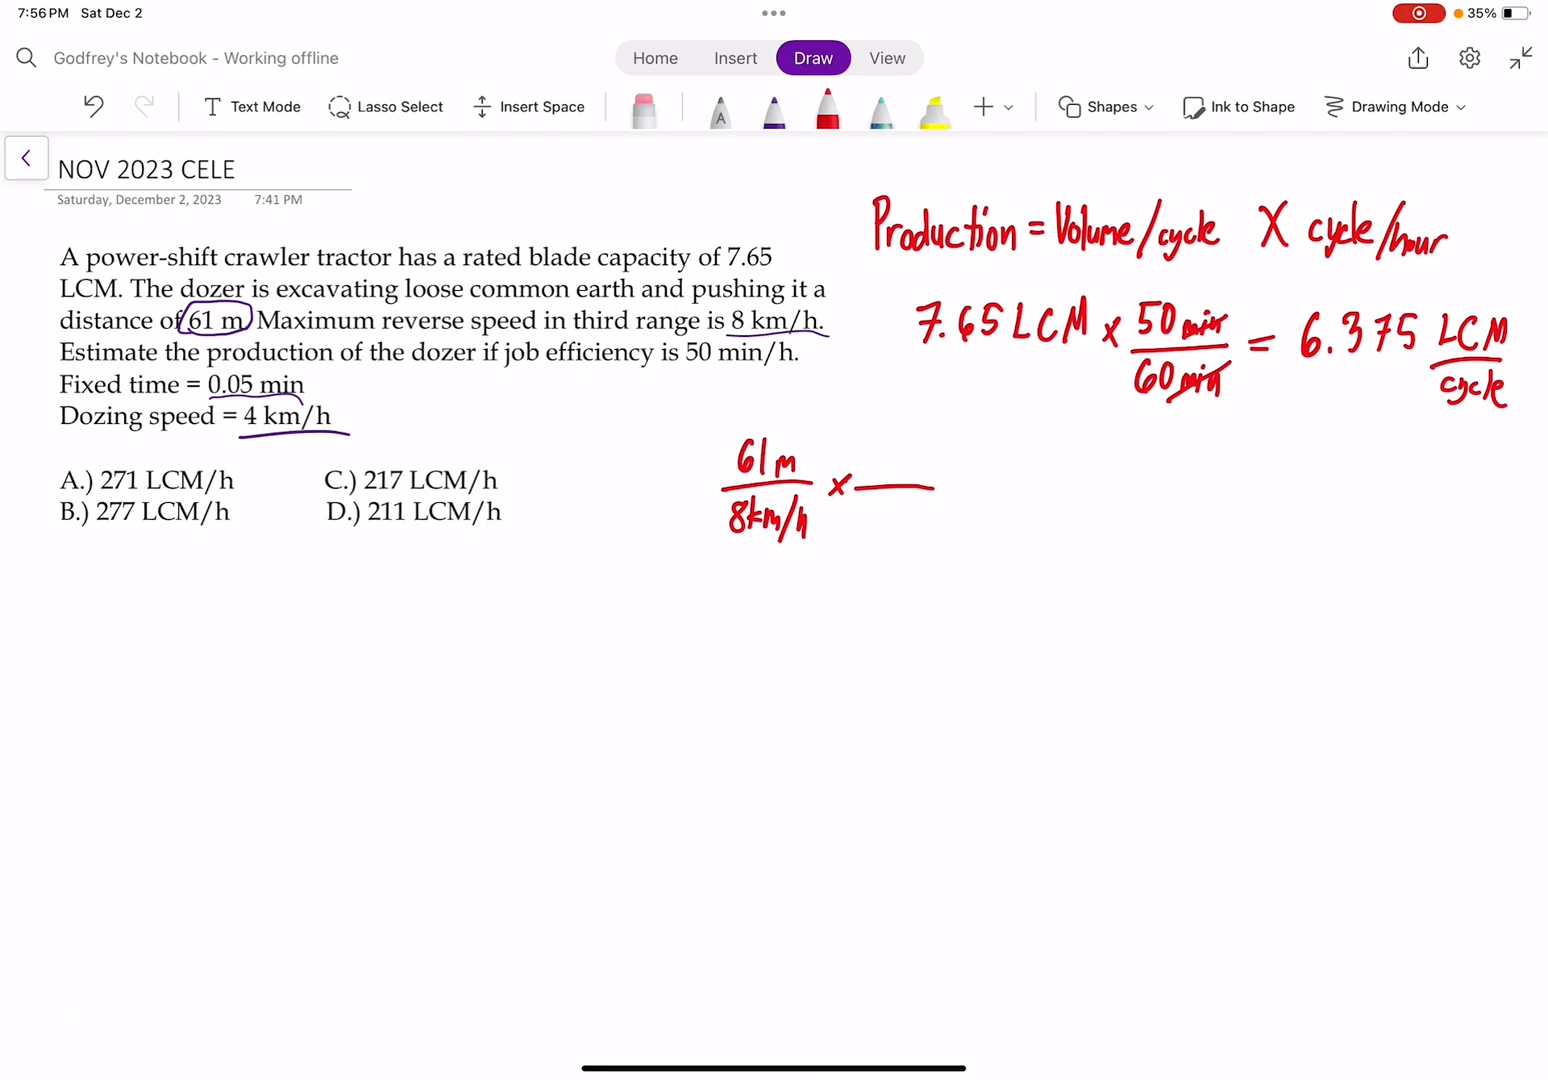 7:56 PM Sat Dec 2
35%
Godfrey's Notebook - Working offline
Home Insert Draw View
Text Mode Lasso Select Insert Space A Shapes Ink to Shape Drawing Mode
NOV 2023 CELE
Saturday, December 2, 2023 7:41 PM
A power-shift crawler tractor has a rated blade capacity of 7.65
LCM. The dozer is excavating loose common earth and pushing it a
distance of 61 m. Maximum reverse speed in third range is 8 km/h.
Estimate the production of the dozer if job efficiency is 50 min/h.
Fixed time = 0.05 min
Dozing speed = 4 km/h
A.) 271 LCM/h C.) 217 LCM/h
B.) 277 LCM/h D.) 211 LCM/h
Production = Volume/cycle X cycle/hour
7.65 LCM x 50 min / 60 min = 6.375 LCM / cycle
61 m / 8 km/h x